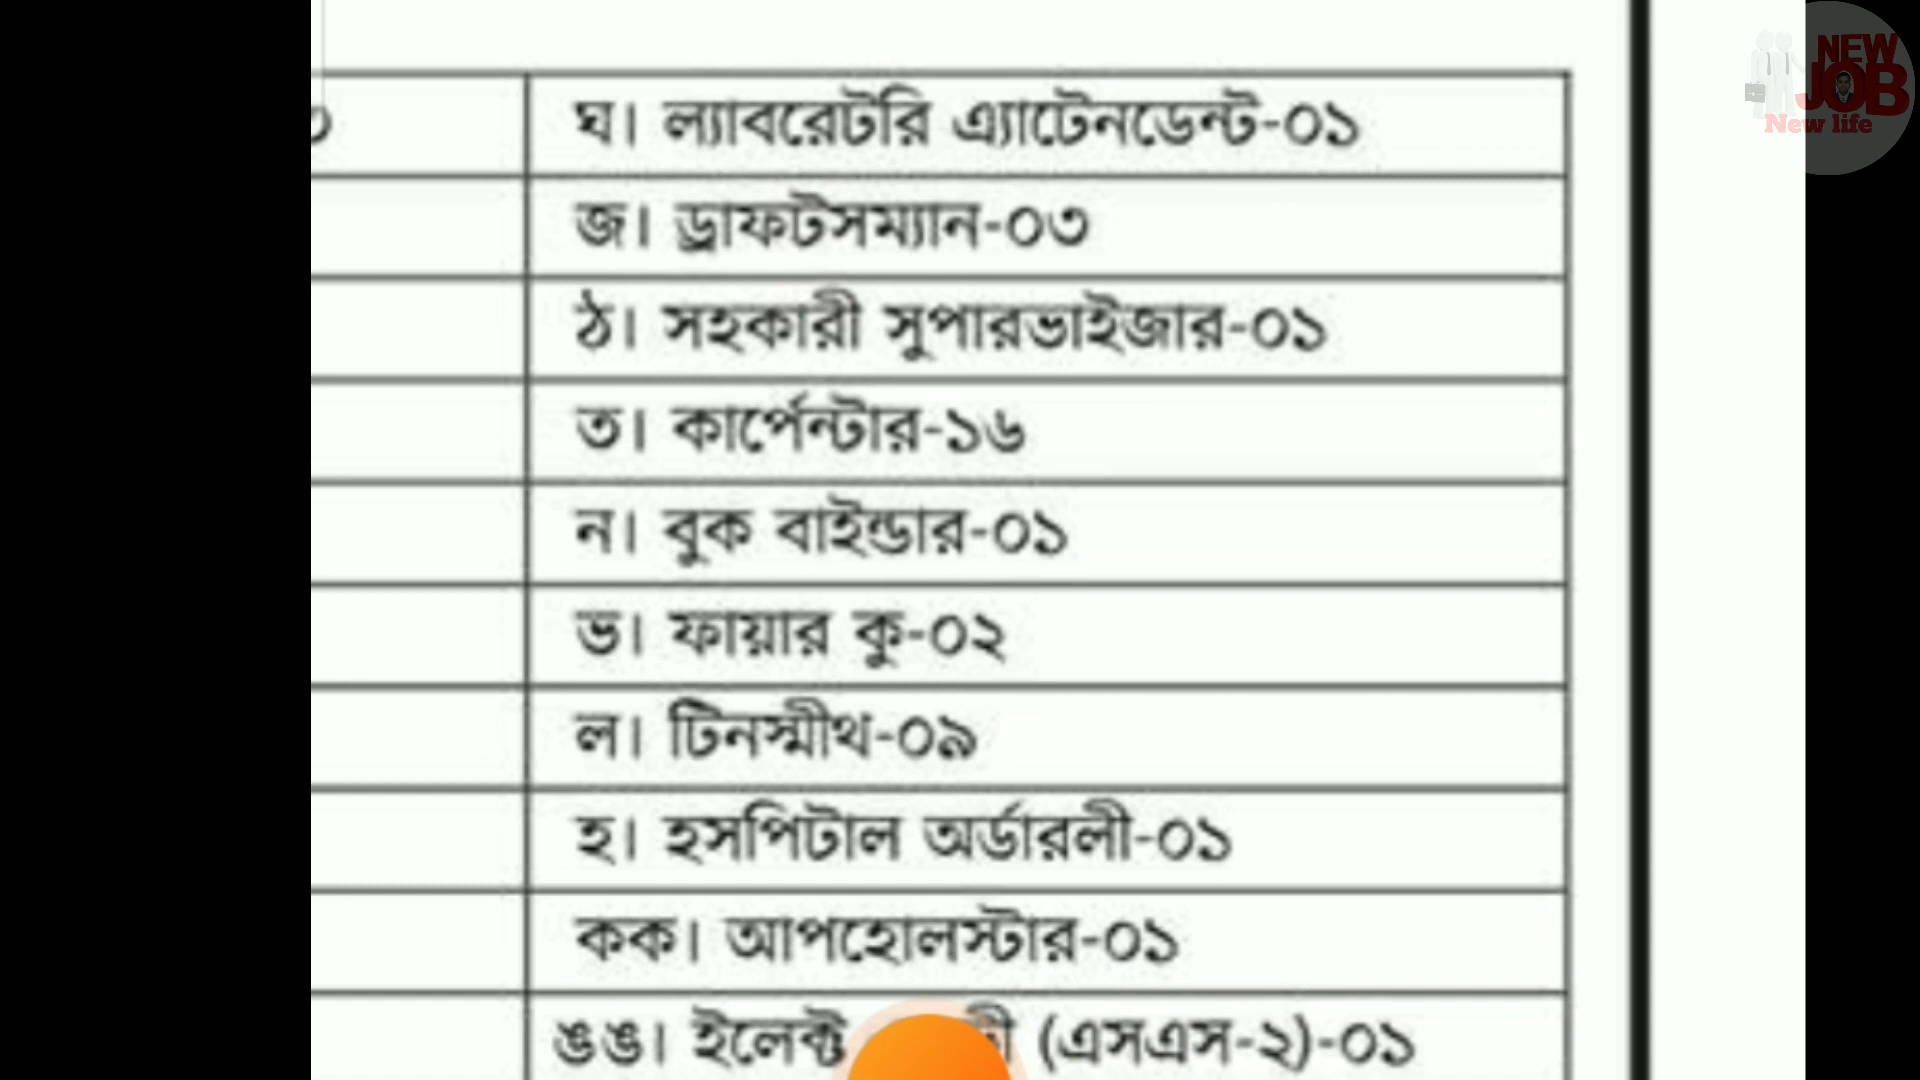 ঘ। ল্যাবরেটরি এ্যাটেনডেন্ট-০১
জ। ড্রাফটসম্যান-০৩
ঠ। সহকারী সুপারভাইজার-০১
ত। কার্পেন্টার-১৬
ন। বুক বাইন্ডার-০১
ভ। ফায়ার কু-০২
ল। টিনস্মীথ-০৯
হ। হসপিটাল অর্ডারলী-০১
কক। আপহোলস্টার-০১
ঙঙ। (এসএস-২)-০১
NEW
JOB
New life